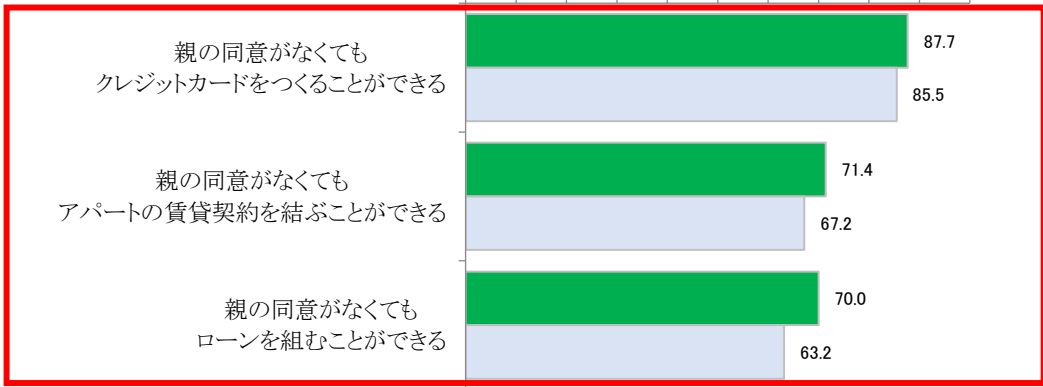 親の同意がなくても
クレジットカードをつくることができる
87.7
85.5
親の同意がなくても
アパートの賃貸契約を結ぶことができる
71.4
67.2
親の同意がなくても
ローンを組むことができる
70.0
63.2